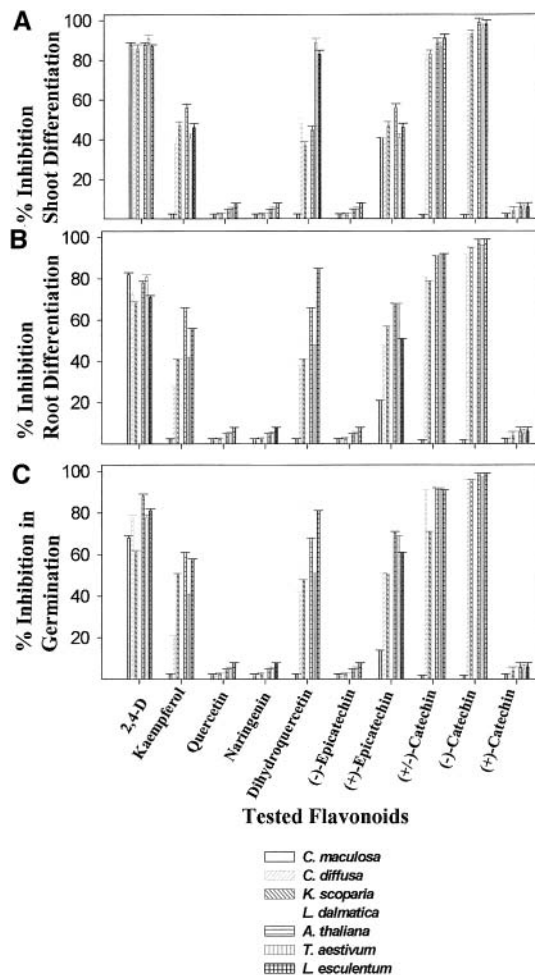 A
% Inhibition
Shoot Differentiation
100
80
60
40
20
B
% Inhibition
Root Differentiation
100
80
60
40
20
C
% Inhibition in
Germination
100
80
60
40
20
2,4-D
Kaempferol
Quercetin
Naringenin
Dihydroquercetin
(-)-Epicatechin
(+)-Epicatechin
(+/-)-Catechin
(-)-Catechin
(+)-Catechin
Tested Flavonoids
C. maculosa
C. diffusa
K. scoparia
L. dalmatica
A. thaliana
T. aestivum
L. esculentum